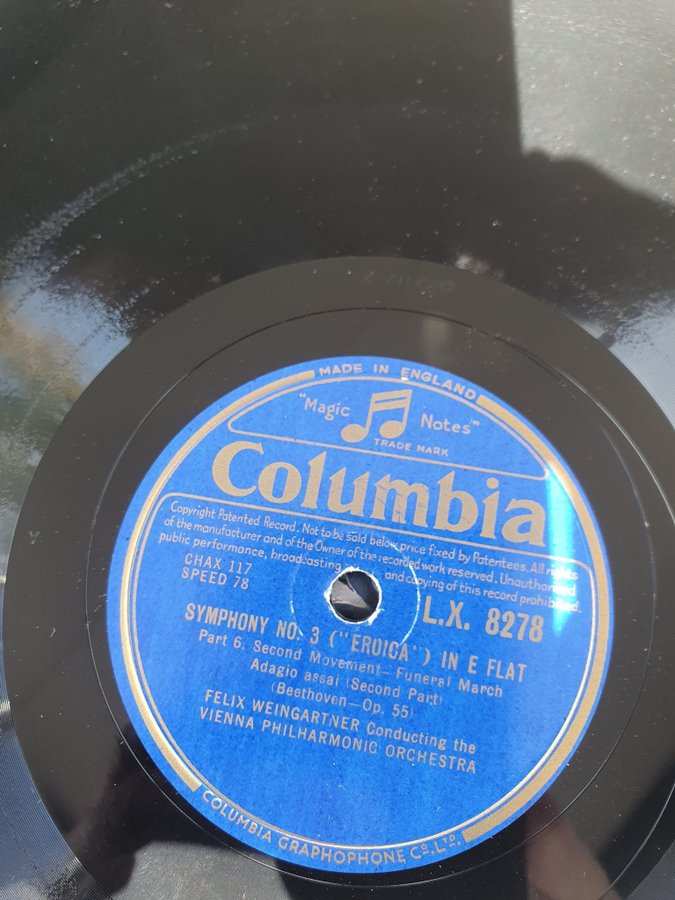 MADE IN ENGLAND
"Magic Notes"
TRADE MARK
Columbia
Copyright Patented Record. Not to be sold below price fixed by Patentees. All rights
of the manufacturer and of the Owner of the recorded work reserved. Unauthorised
public performance, broadcasting and copying of this record prohibited.
CHAX 117
SPEED 78
L.X. 8278
SYMPHONY NO. 3 ("EROICA") IN E FLAT
Part 6. Second Movement—Funeral March
Adagio assai (Second Part)
(Beethoven—Op. 55)
FELIX WEINGARTNER Conducting the
VIENNA PHILHARMONIC ORCHESTRA
COLUMBIA GRAPHOPHONE CO. LTD.